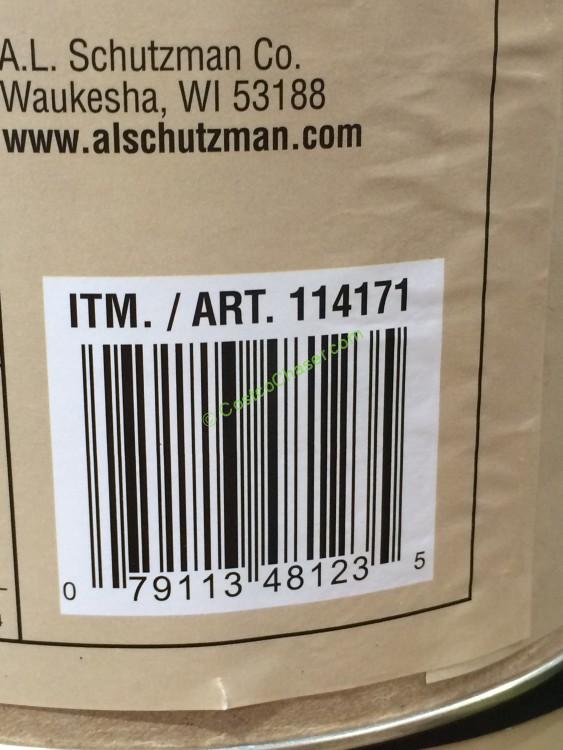 A.L. Schutzman Co.
Waukesha, WI 53188
www.alschutzman.com
ITM. / ART. 114171
© CostcoChaser.com
0 79113 48123 5